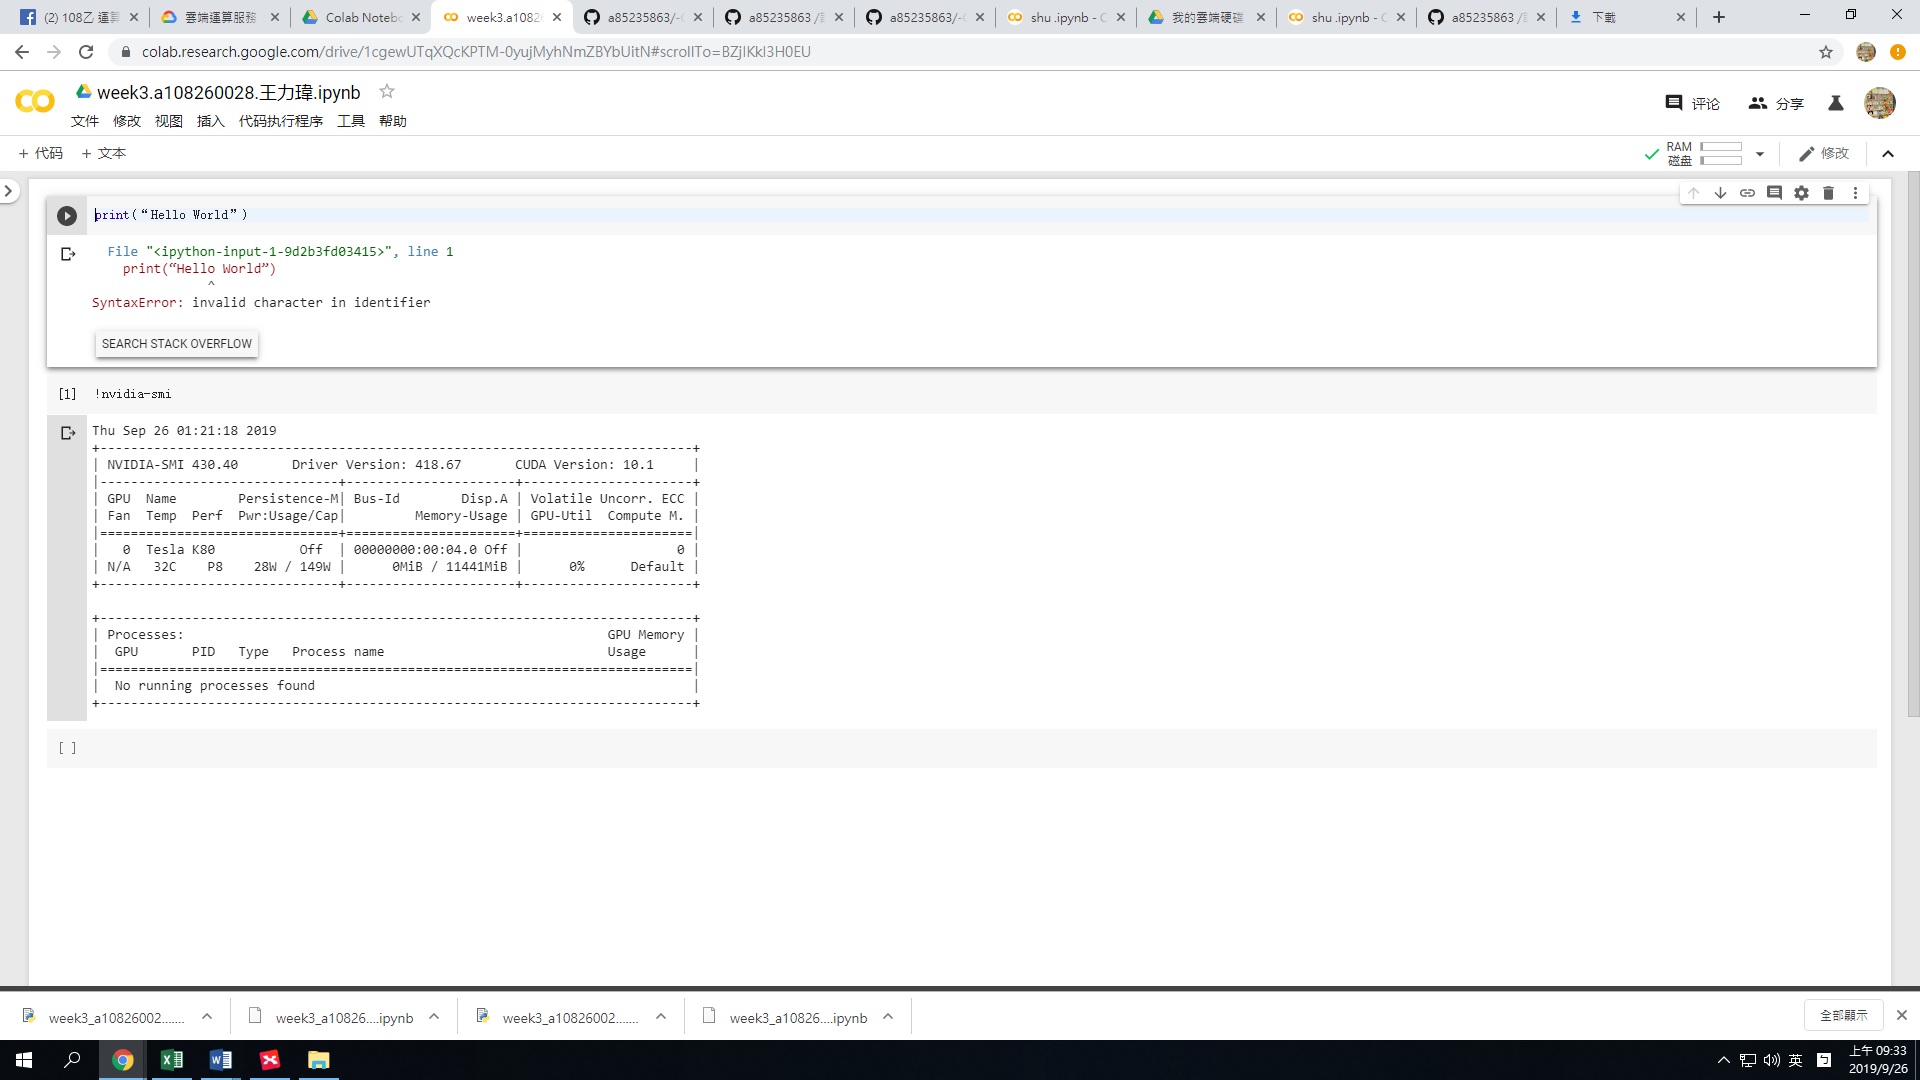 (2) 108乙 運算
雲端運算服務
Colab Notebo
week3.a1082
a85235863/-C
a85235863 /
a85235863/-C
shu .ipynb - C
我的雲端硬碟
shu .ipynb - C
a85235863 /
下載
colab.research.google.com/drive/1cgewUTqXQcKPTM-0yujMyhNmZBYbUitN#scrollTo=BZjIKkl3H0EU
week3.a108260028.王力瑋.ipynb
评论
分享
文件 修改 视图 插入 代码执行程序 工具 帮助
+ 代码 + 文本
RAM
磁盘
修改
print(“Hello World”)
File "<ipython-input-1-9d2b3fd03415>", line 1
print(“Hello World”)
^
SyntaxError: invalid character in identifier
SEARCH STACK OVERFLOW
[1] !nvidia-smi
Thu Sep 26 01:21:18 2019
+-----------------------------------------------------------------------------+
| NVIDIA-SMI 430.40       Driver Version: 418.67       CUDA Version: 10.1     |
|-------------------------------+----------------------+----------------------+
| GPU  Name        Persistence-M| Bus-Id        Disp.A | Volatile Uncorr. ECC |
| Fan  Temp  Perf  Pwr:Usage/Cap|         Memory-Usage | GPU-Util  Compute M. |
|===============================+======================+======================|
|   0  Tesla K80           Off  | 00000000:00:04.0 Off |                    0 |
| N/A   32C    P8    28W / 149W |      0MiB / 11441MiB |      0%      Default |
+-------------------------------+----------------------+----------------------+
+-----------------------------------------------------------------------------+
| Processes:                                                       GPU Memory |
|  GPU       PID   Type   Process name                             Usage      |
|=============================================================================|
|  No running processes found                                                 |
+-----------------------------------------------------------------------------+
[ ]
week3_a10826002.......
week3_a10826....ipynb
week3_a10826002.......
week3_a10826....ipynb
全部顯示
英
上午 09:33
2019/9/26